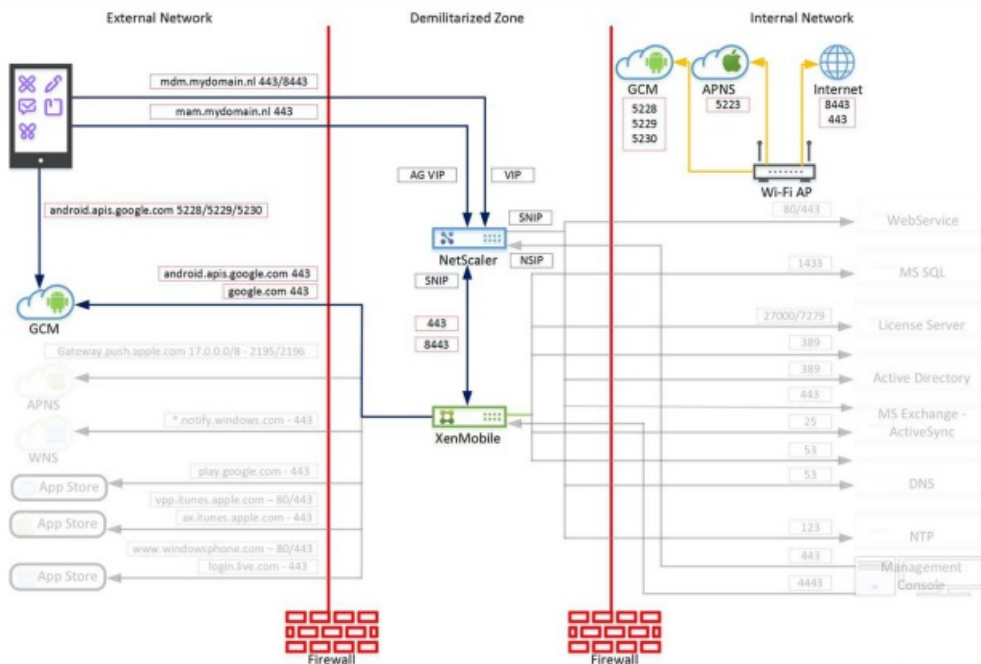 External Network
Demilitarized Zone
Internal Network
mdm.mydomain.nl 443/8443
mam.mydomain.nl 443
GCM
5228
5229
5230
APNS
5223
Internet
8443
443
Wi-Fi AP
AG VIP
VIP
android.apis.google.com 5228/5229/5230
SNIP
NetScaler
NSIP
SNIP
android.apis.google.com 443
google.com 443
GCM
443
8443
XenMobile
Gateway.push.apple.com 17.0.0.0/8 - 2195/2196
APNS
*.notify.windows.com - 443
WNS
play.google.com - 443
App Store
vpp.itunes.apple.com – 80/443
ax.itunes.apple.com - 443
App Store
www.windowsphone.com – 80/443
login.live.com - 443
App Store
80/443
WebService
1433
MS SQL
27000/7279
License Server
389
389
Active Directory
443
MS Exchange -
ActiveSync
25
53
53
DNS
123
NTP
443
Management
Console
4443
Firewall
Firewall